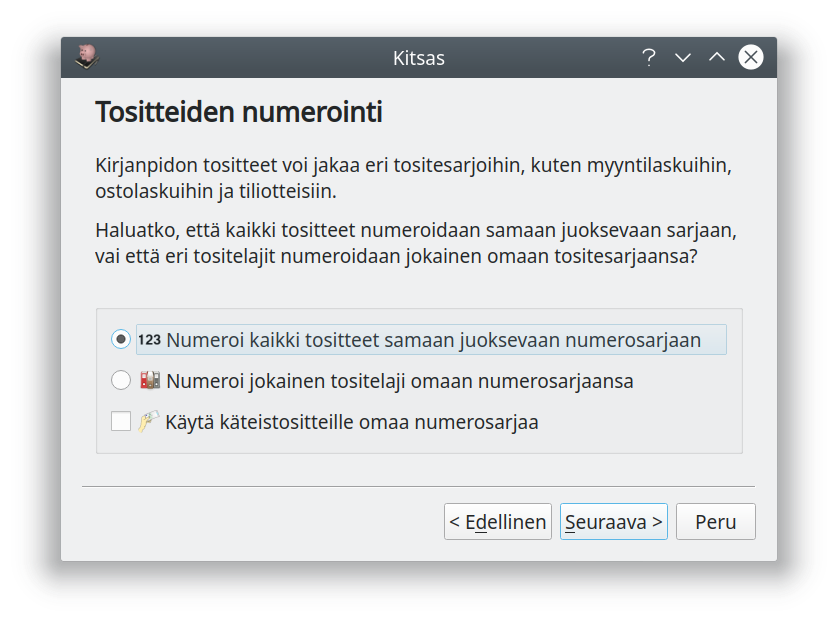 Kitsas
Tositteiden numerointi
Kirjanpidon tositteet voi jakaa eri tositesarjoihin, kuten myyntilaskuihin,
ostolaskuihin ja tiliotteisiin.
Haluatko, että kaikki tositteet numeroidaan samaan juoksevaan sarjaan,
vai että eri tositelajit numeroidaan jokainen omaan tositesarjaansa?
123 Numeroi kaikki tositteet samaan juoksevaan numerosarjaan
Numeroi jokainen tositelaji omaan numerosarjaansa
Käytä käteistositteille omaa numerosarjaa
< Edellinen Seuraava > Peru